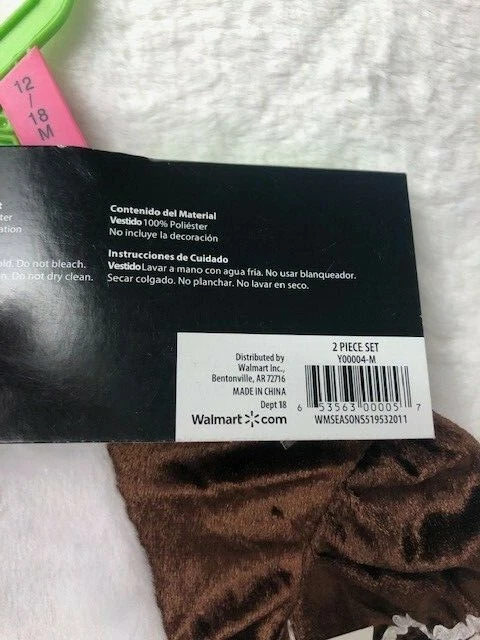 12
/
18
M
Contenido del Material
Vestido 100% Poliéster
No incluye la decoración
Instrucciones de Cuidado
Do not bleach.
Vestido Lavar a mano con agua fría. No usar blanqueador.
Do not dry clean.
Secar colgado. No planchar. No lavar en seco.
Distributed by
Walmart Inc.,
Bentonville, AR 72716
MADE IN CHINA
Dept 18
Walmart com
2 PIECE SET
Y00004-M
6 53563 00005 7
WMSEASONS519532011